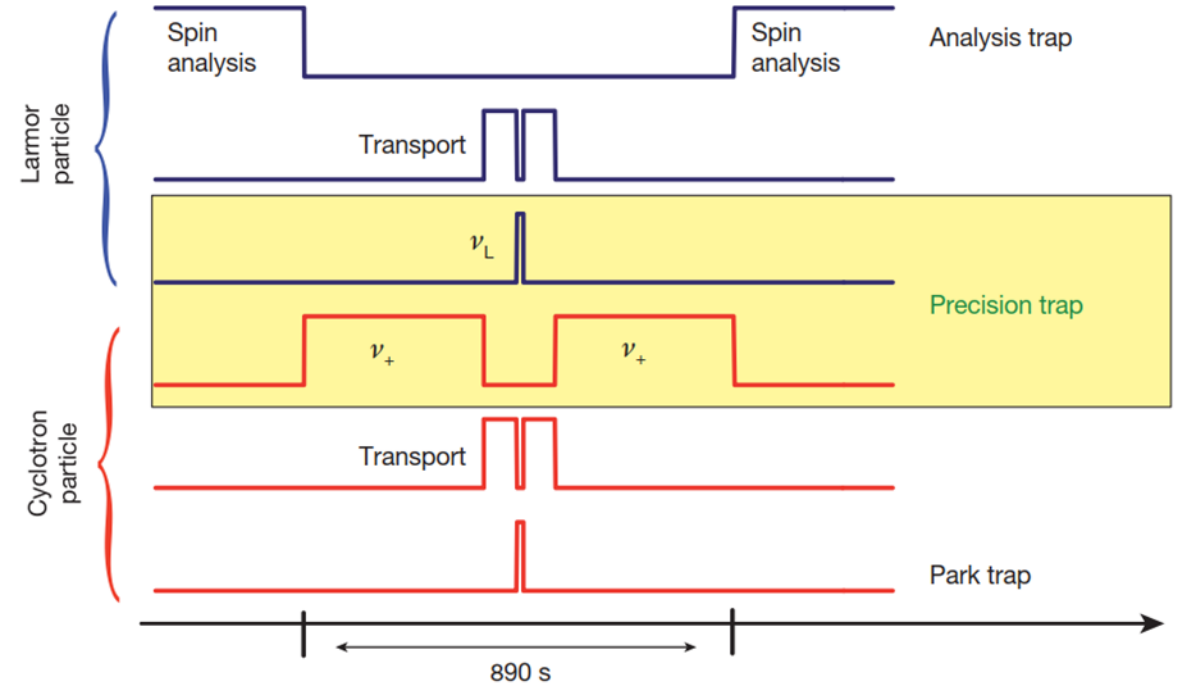 Spin
analysis
Spin
analysis
Analysis trap
Larmor
particle
Transport
ν_L
Precision trap
ν_+
ν_+
Cyclotron
particle
Transport
Park trap
890 s